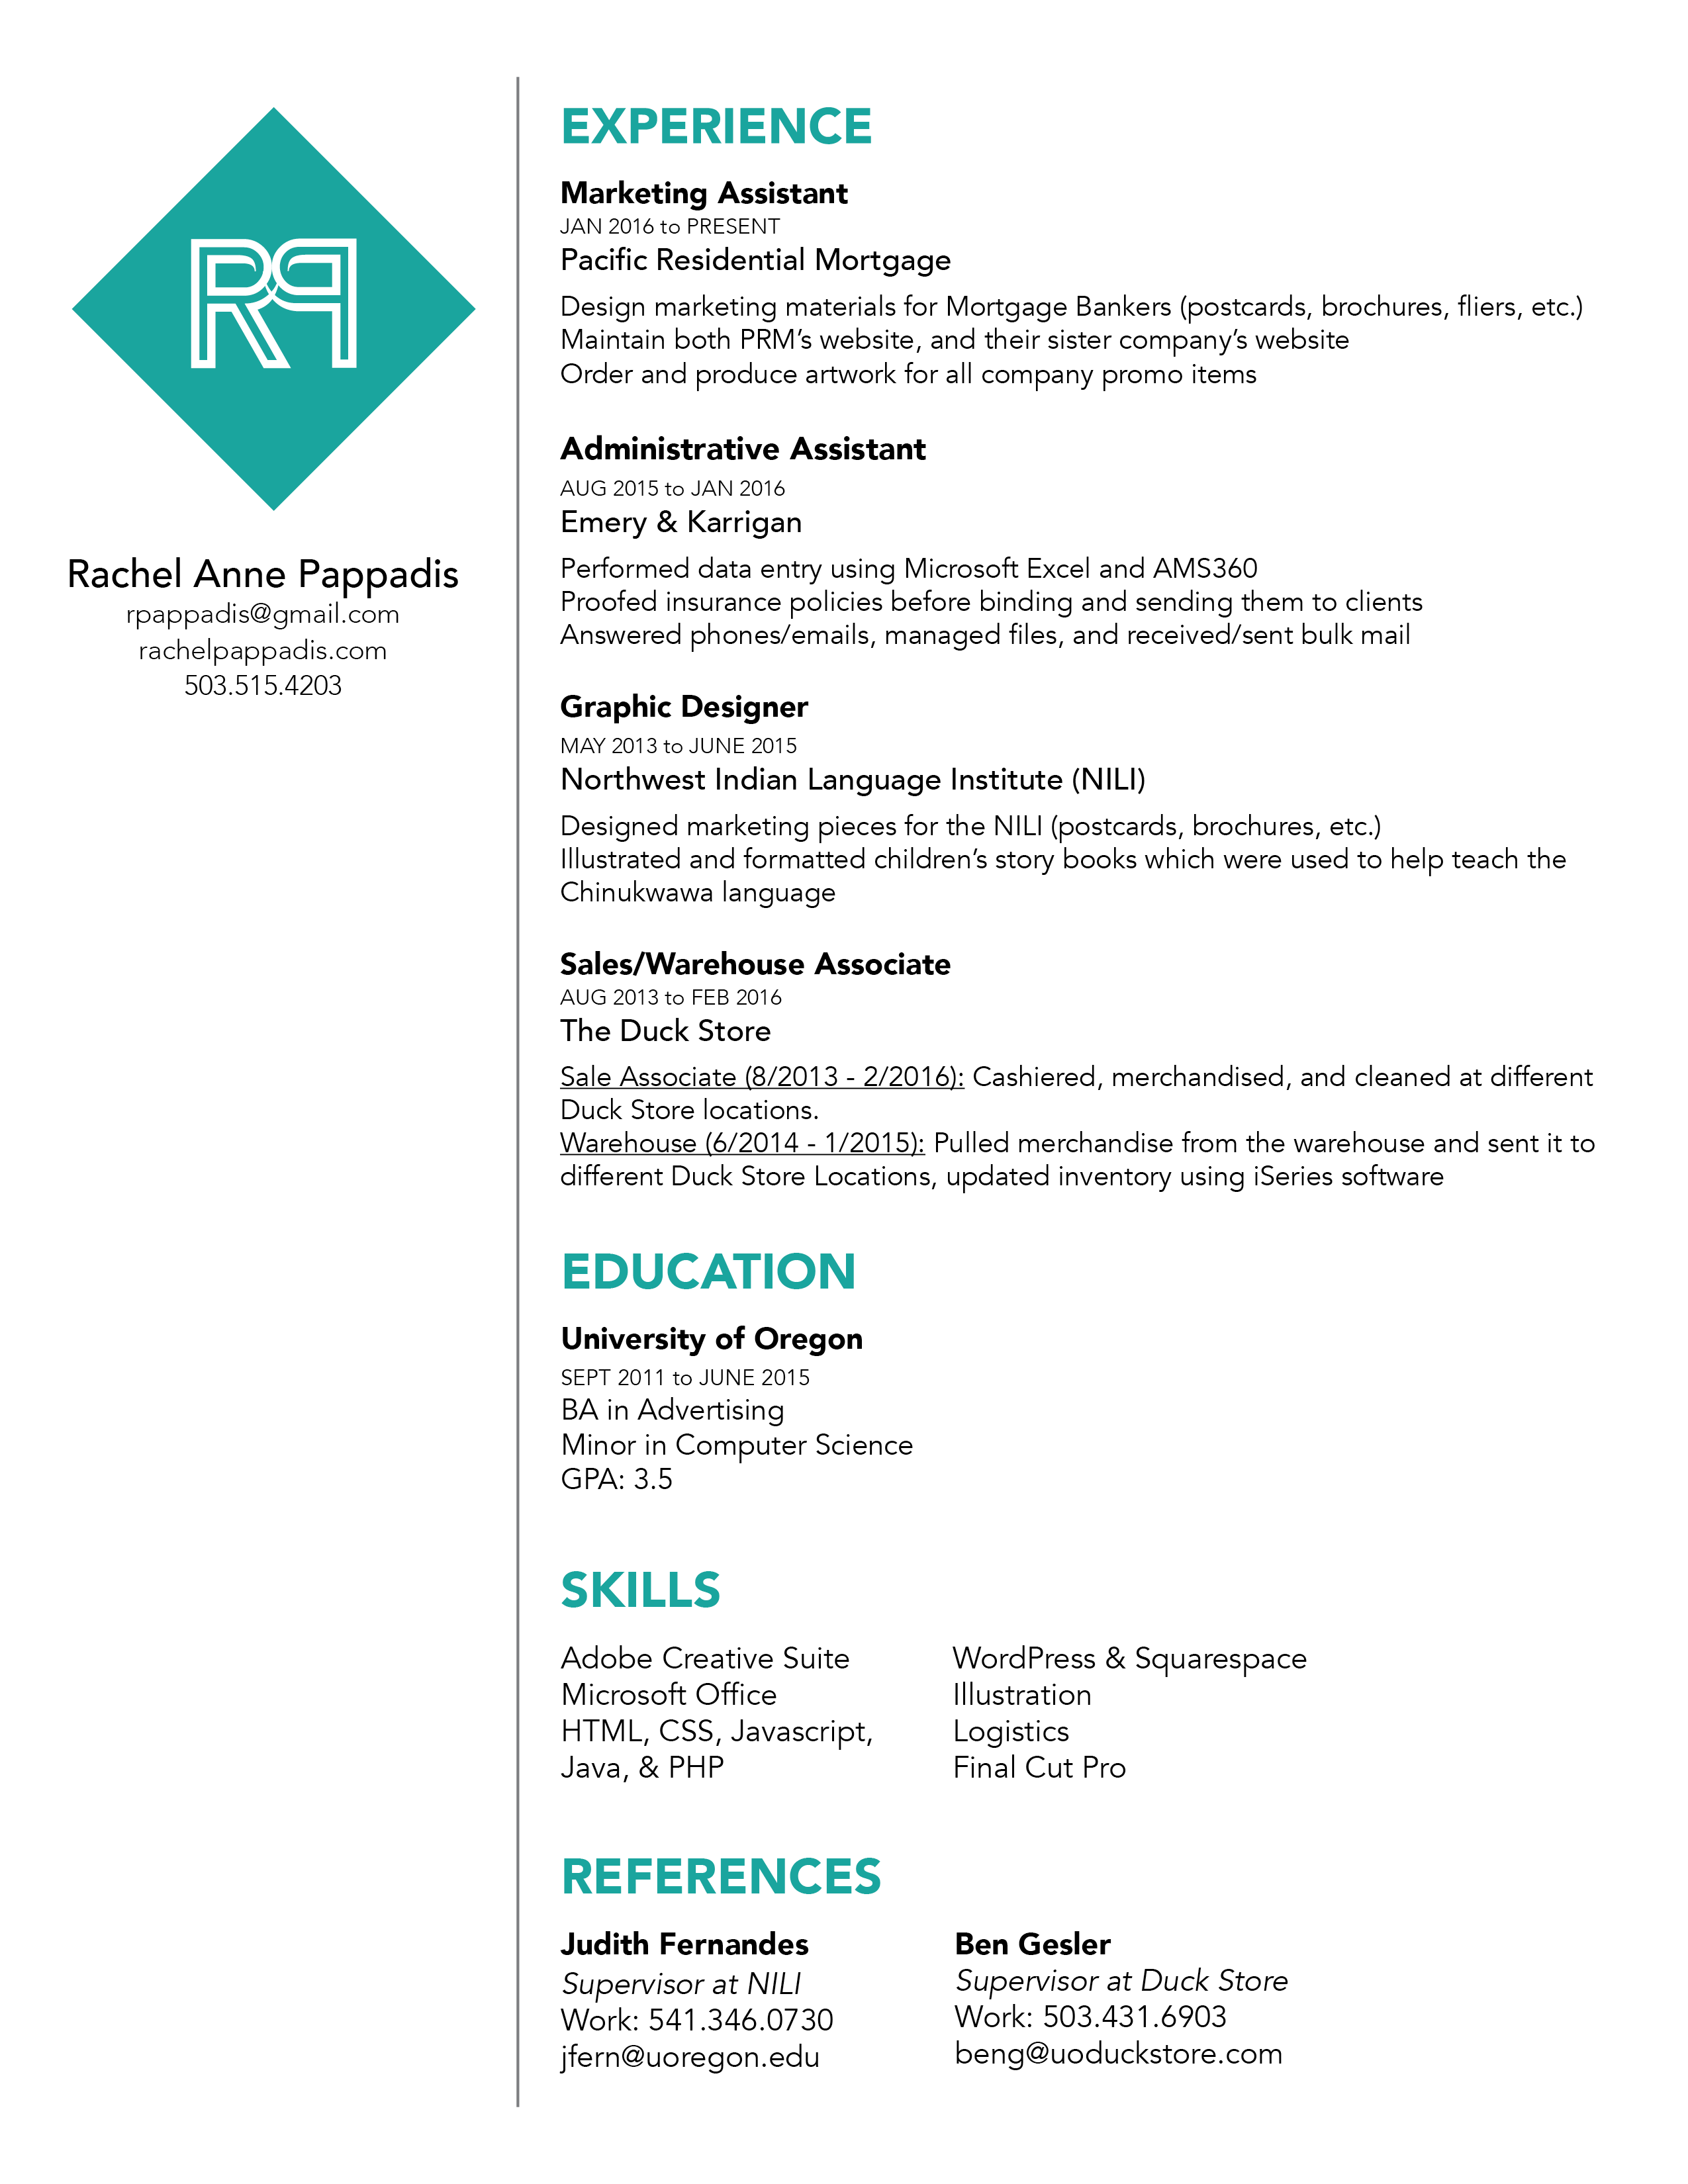 RP
Rachel Anne Pappadis
rpappadis@gmail.com
rachelpappadis.com
503.515.4203
EXPERIENCE
Marketing Assistant
JAN 2016 to PRESENT
Pacific Residential Mortgage
Design marketing materials for Mortgage Bankers (postcards, brochures, fliers, etc.)
Maintain both PRM’s website, and their sister company’s website
Order and produce artwork for all company promo items
Administrative Assistant
AUG 2015 to JAN 2016
Emery & Karrigan
Performed data entry using Microsoft Excel and AMS360
Proofed insurance policies before binding and sending them to clients
Answered phones/emails, managed files, and received/sent bulk mail
Graphic Designer
MAY 2013 to JUNE 2015
Northwest Indian Language Institute (NILI)
Designed marketing pieces for the NILI (postcards, brochures, etc.)
Illustrated and formatted children’s story books which were used to help teach the
Chinukwawa language
Sales/Warehouse Associate
AUG 2013 to FEB 2016
The Duck Store
Sale Associate (8/2013 - 2/2016): Cashiered, merchandised, and cleaned at different
Duck Store locations.
Warehouse (6/2014 - 1/2015): Pulled merchandise from the warehouse and sent it to
different Duck Store Locations, updated inventory using iSeries software
EDUCATION
University of Oregon
SEPT 2011 to JUNE 2015
BA in Advertising
Minor in Computer Science
GPA: 3.5
SKILLS
Adobe Creative Suite
Microsoft Office
HTML, CSS, Javascript,
Java, & PHP
WordPress & Squarespace
Illustration
Logistics
Final Cut Pro
REFERENCES
Judith Fernandes
Supervisor at NILI
Work: 541.346.0730
jfern@uoregon.edu
Ben Gesler
Supervisor at Duck Store
Work: 503.431.6903
beng@uoduckstore.com